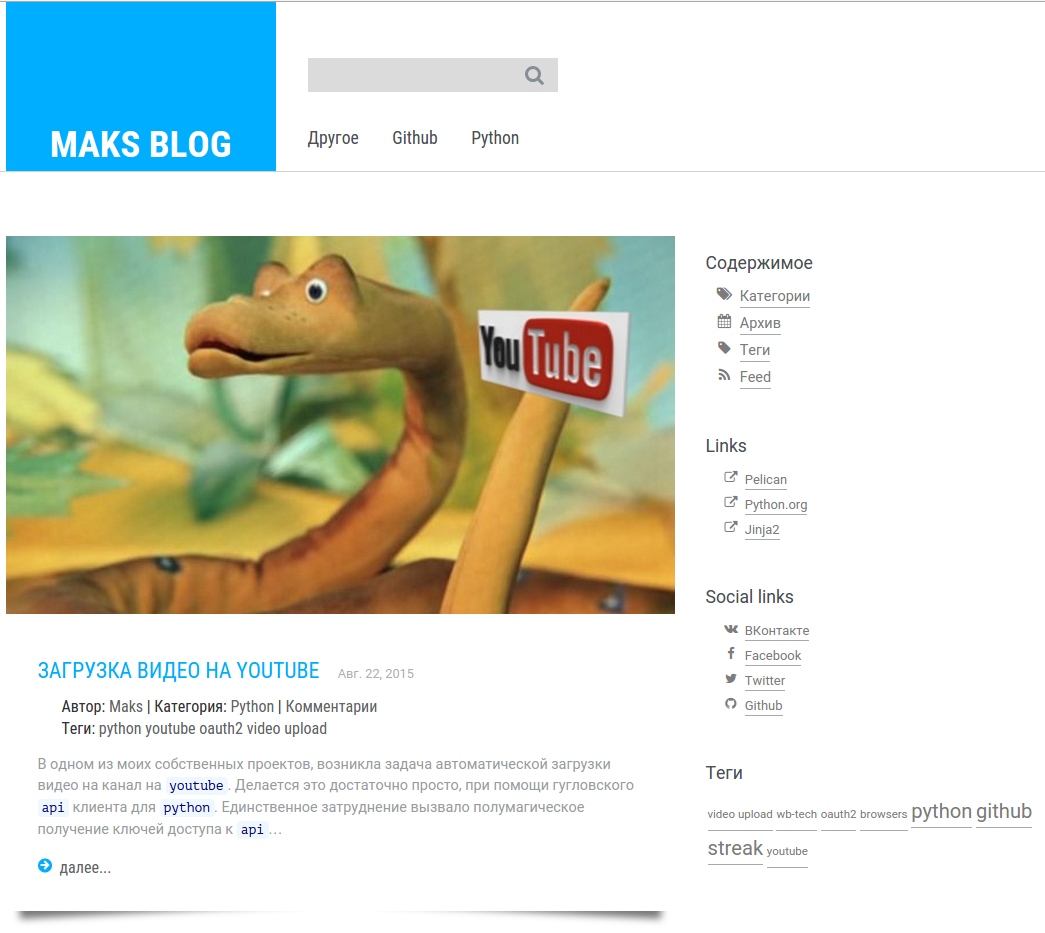 MAKS BLOG
Другое Github Python
YouTube
ЗАГРУЗКА ВИДЕО НА YOUTUBE Авг. 22, 2015
Автор: Maks | Категория: Python | Комментарии
Теги: python youtube oauth2 video upload
В одном из моих собственных проектов, возникла задача автоматической загрузки
видео на канал на youtube. Делается это достаточно просто, при помощи гугловского
api клиента для python. Единственное затруднение вызвало полумагическое
получение ключей доступа к api...
далее...
Содержимое
Категории
Архив
Теги
Feed
Links
Pelican
Python.org
Jinja2
Social links
ВКонтакте
Facebook
Twitter
Github
Теги
video upload wb-tech oauth2 browsers python github
streak youtube